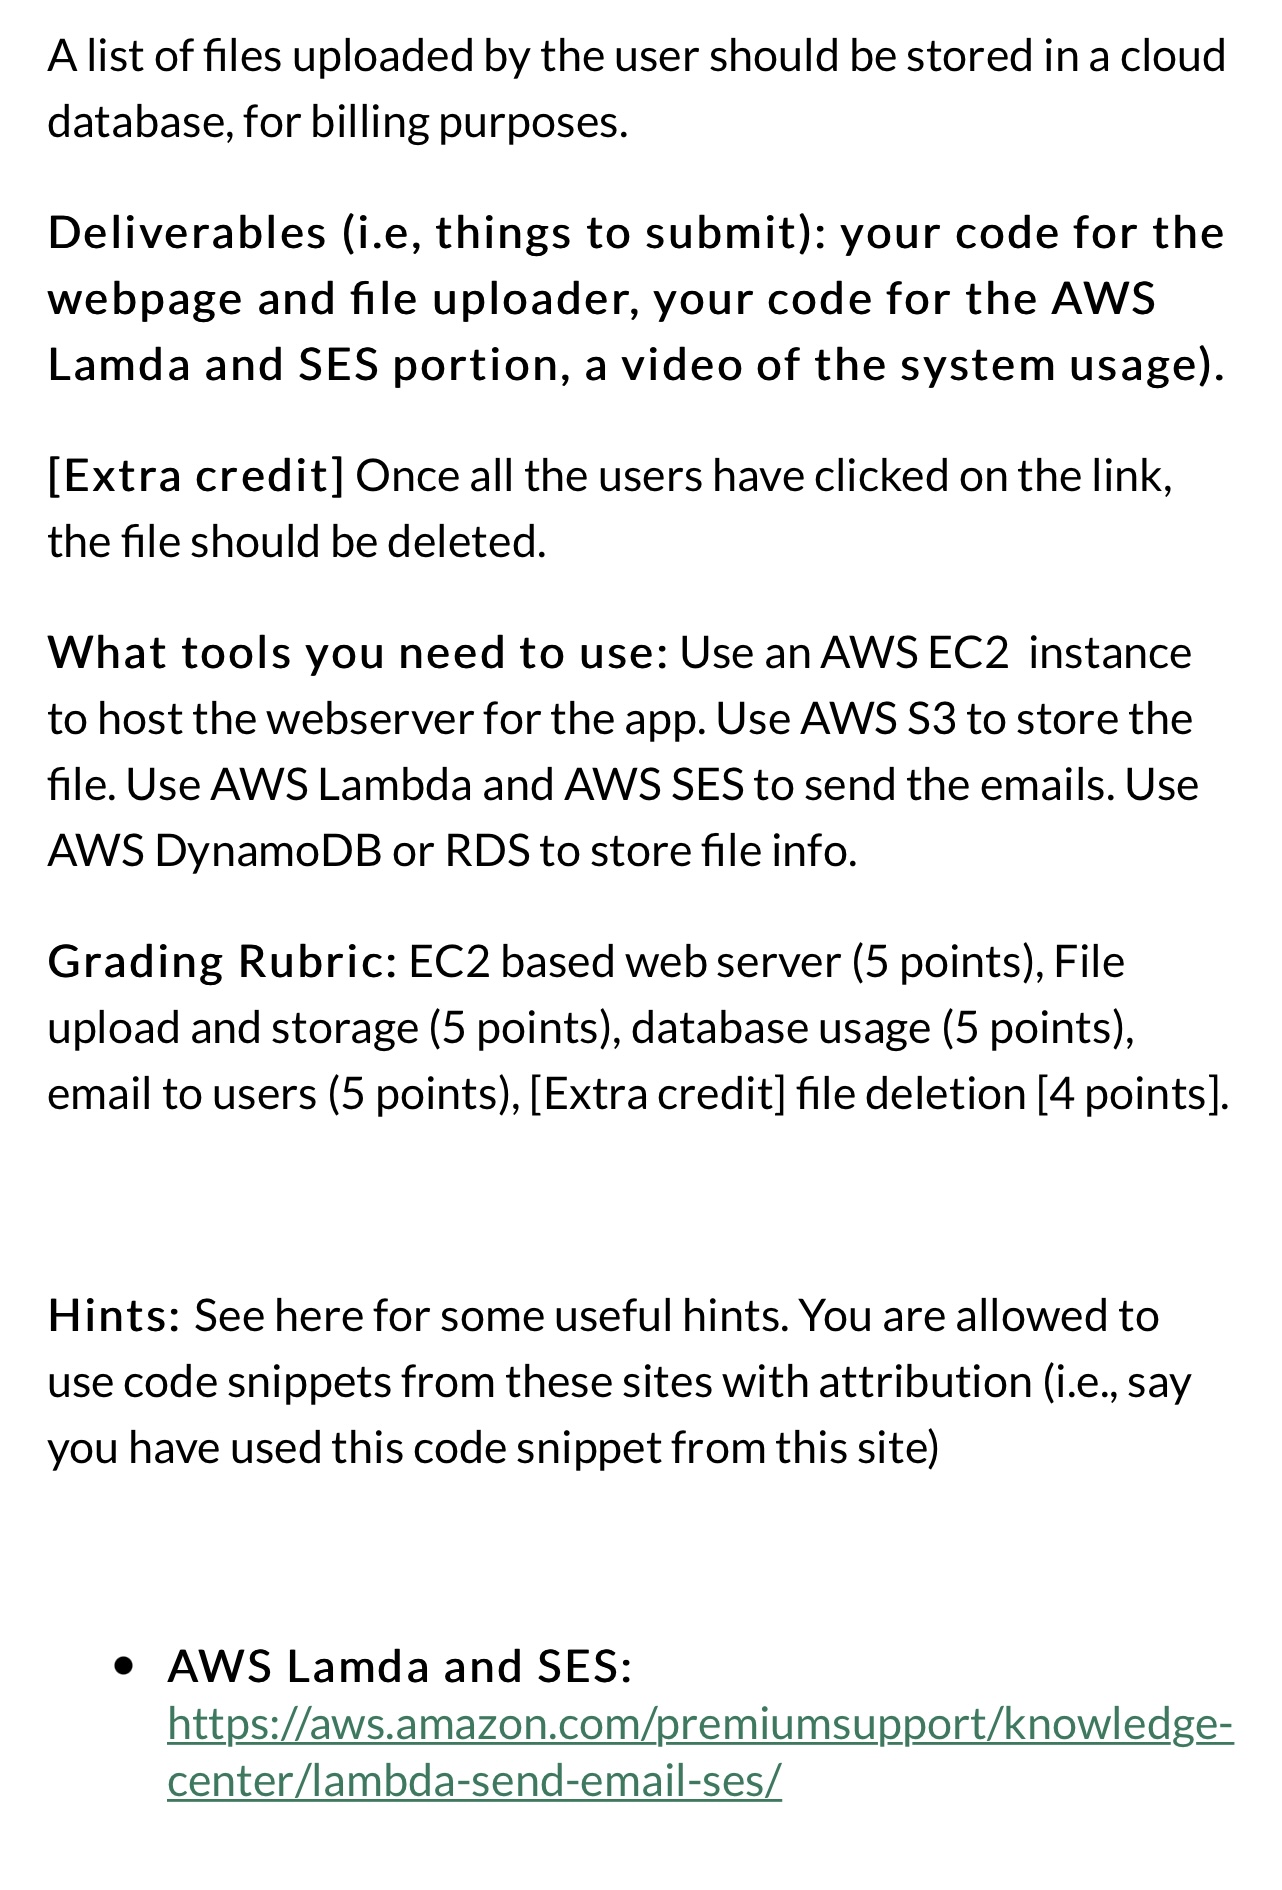 A list of files uploaded by the user should be stored in a cloud
database, for billing purposes.
Deliverables (i.e, things to submit): your code for the
webpage and file uploader, your code for the AWS
Lamda and SES portion, a video of the system usage).
[Extra credit] Once all the users have clicked on the link,
the file should be deleted.
What tools you need to use: Use an AWS EC2  instance
to host the webserver for the app. Use AWS S3 to store the
file. Use AWS Lambda and AWS SES to send the emails. Use
AWS DynamoDB or RDS to store file info.
Grading Rubric: EC2 based web server (5 points), File
upload and storage (5 points), database usage (5 points),
email to users (5 points), [Extra credit] file deletion [4 points].
Hints: See here for some useful hints. You are allowed to
use code snippets from these sites with attribution (i.e., say
you have used this code snippet from this site)
• AWS Lamda and SES:
https://aws.amazon.com/premiumsupport/knowledge-
center/lambda-send-email-ses/